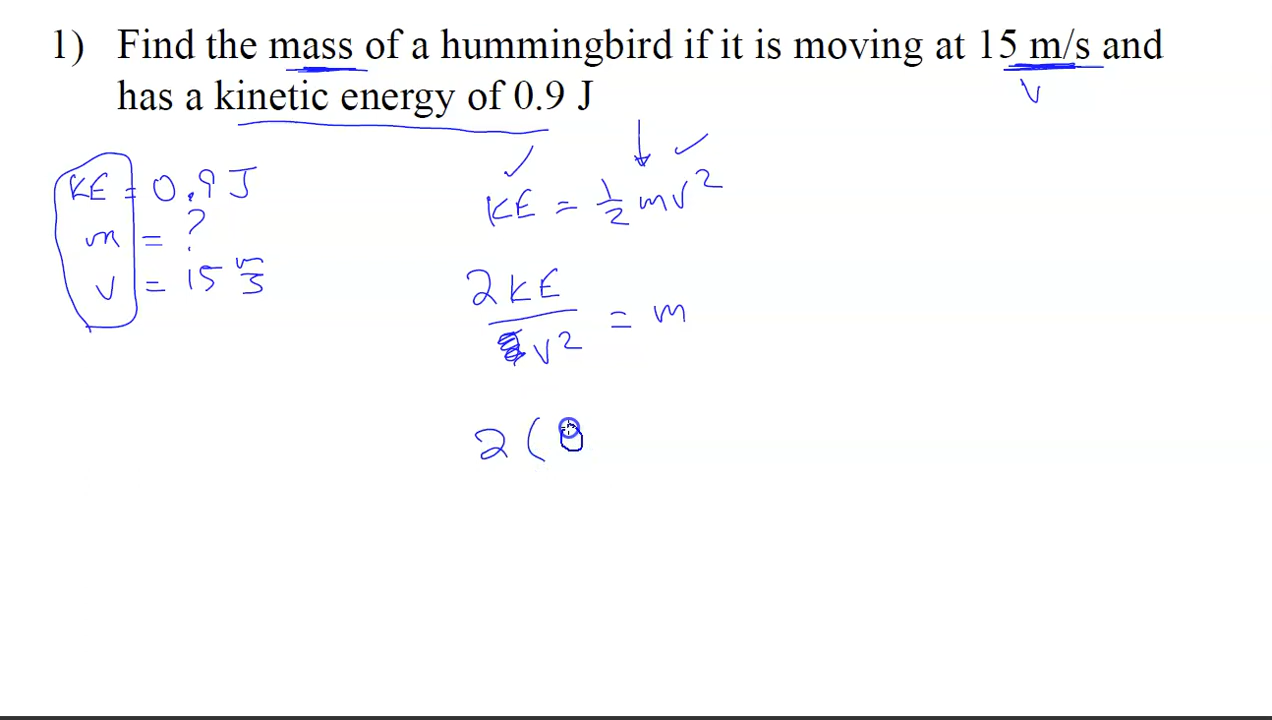 1) Find the mass of a hummingbird if it is moving at 15 m/s and
has a kinetic energy of 0.9 J
v
KE = 0.9 J
m = ?
v = 15 m/s
KE = 1/2 mv²
2KE / v² = m
2 ( 0